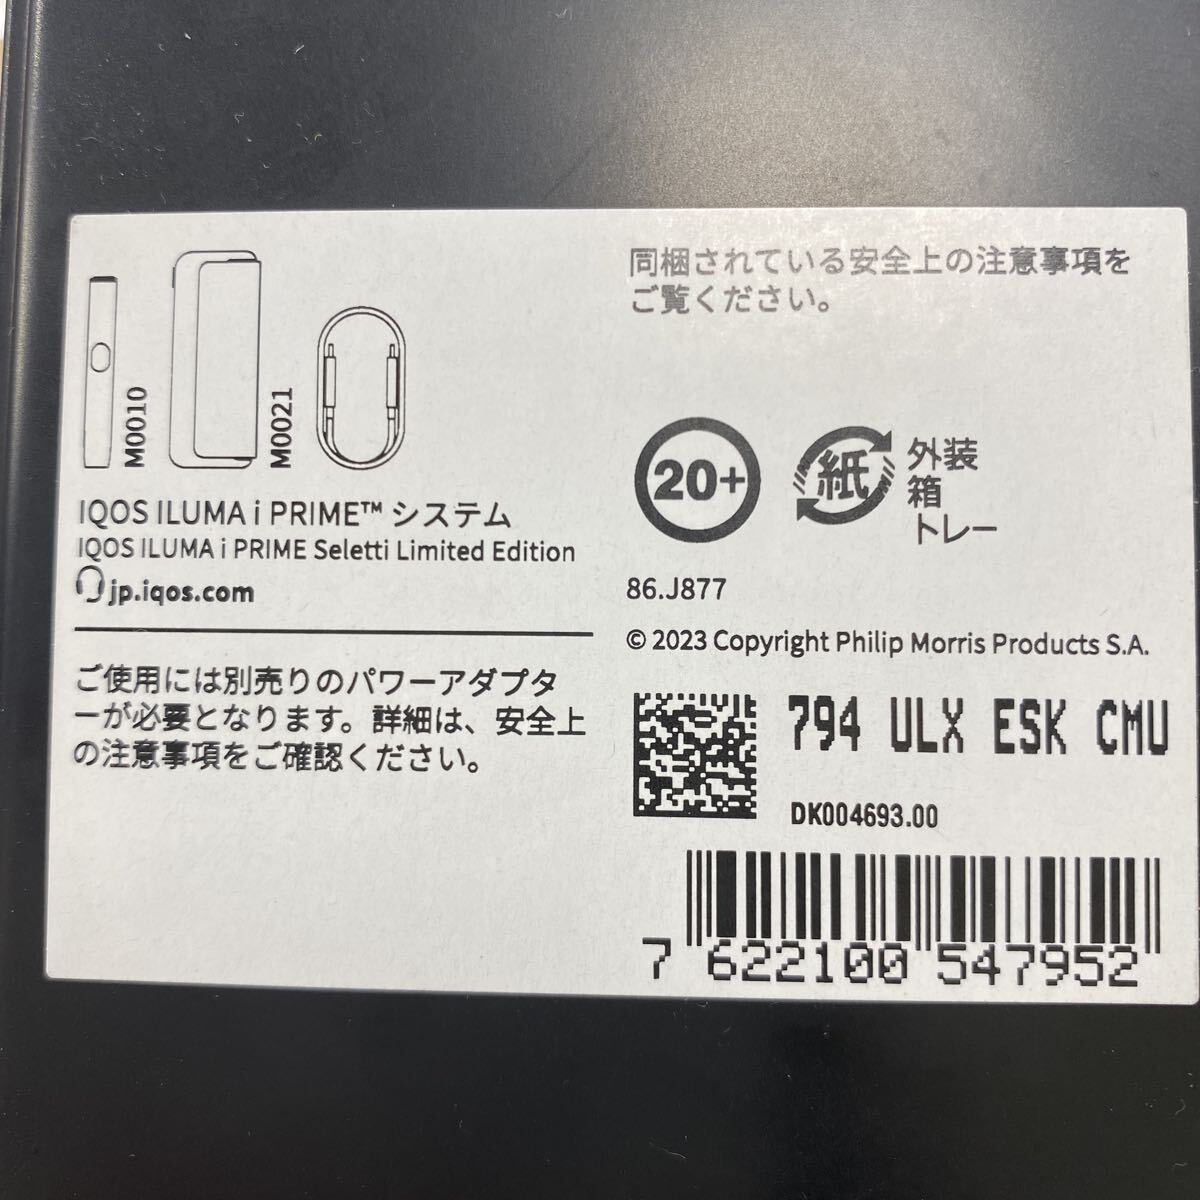 M0010
M0021
IQOS ILUMA i PRIME™ システム
IQOS ILUMA i PRIME Seletti Limited Edition
jp.iqos.com
ご使用には別売りのパワーアダプタ
ーが必要となります。詳細は、安全上
の注意事項をご確認ください。
同梱されている安全上の注意事項を
ご覧ください。
20+
紙
外装
箱
トレー
86.J877
© 2023 Copyright Philip Morris Products S.A.
794 ULX ESK CMU
DK004693.00
7 622100 547952